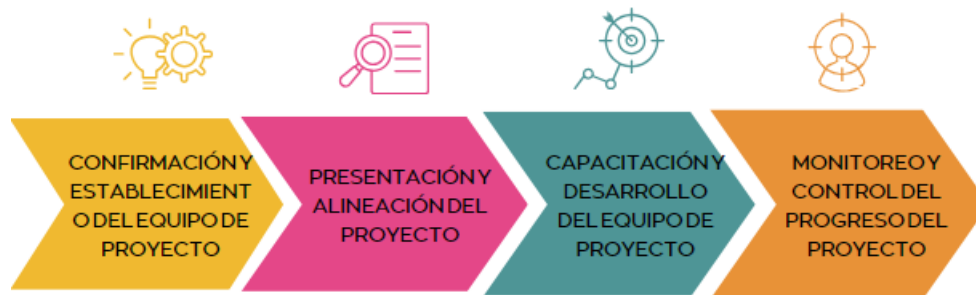 CONFIRMACIÓN Y
ESTABLECIMIENT
O DEL EQUIPO DE
PROYECTO
PRESENTACIÓN Y
ALINEACIÓN DEL
PROYECTO
CAPACITACIÓN Y
DESARROLLO
DEL EQUIPO DE
PROYECTO
MONITOREO Y
CONTROL DEL
PROGRESO DEL
PROYECTO